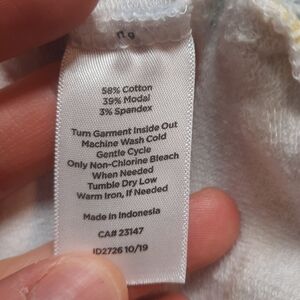 58% Cotton
39% Modal
3% Spandex
Turn Garment Inside Out
Machine Wash Cold
Gentle Cycle
Only Non-Chlorine Bleach
When Needed
Tumble Dry Low
Warm Iron, If Needed
Made in Indonesia
CA# 23147
ID2726 10/19